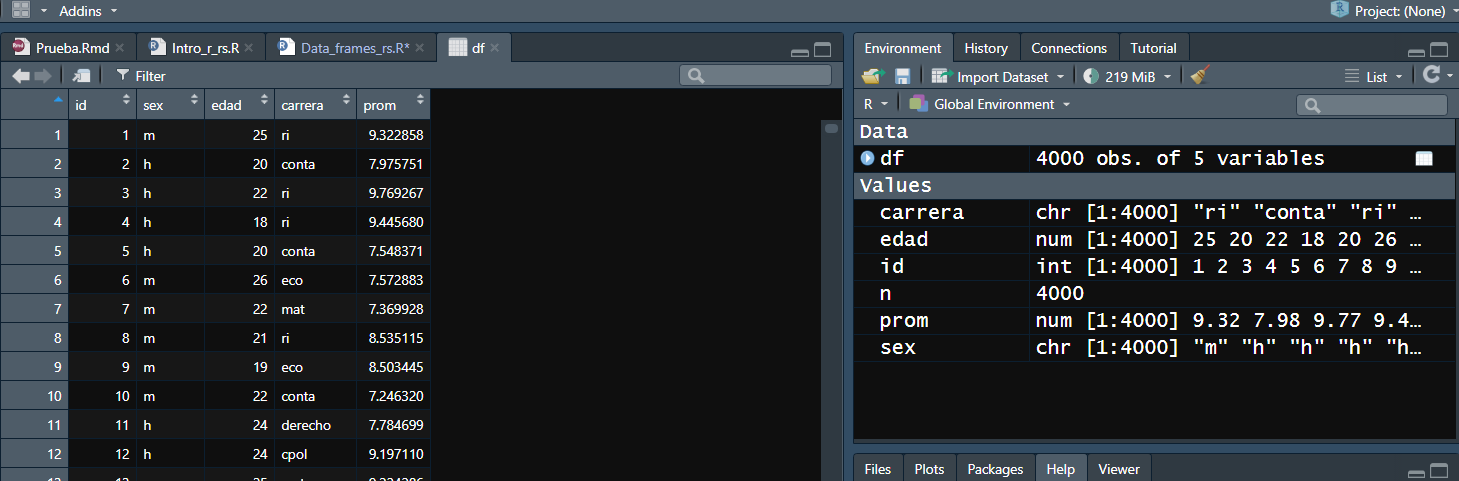 Addins
Project: (None)
Prueba.Rmd Intro_r_rs.R Data_frames_rs.R* df
Filter
id sex edad carrera prom
1 1 m 25 ri 9.322858
2 2 h 20 conta 7.975751
3 3 h 22 ri 9.769267
4 4 h 18 ri 9.445680
5 5 h 20 conta 7.548371
6 6 m 26 eco 7.572883
7 7 m 22 mat 7.369928
8 8 m 21 ri 8.535115
9 9 m 19 eco 8.503445
10 10 m 22 conta 7.246320
11 11 h 24 derecho 7.784699
12 12 h 24 cpol 9.197110
Environment History Connections Tutorial
Import Dataset 219 MiB List
R Global Environment
Data
df 4000 obs. of 5 variables
Values
carrera chr [1:4000] "ri" "conta" "ri" …
edad num [1:4000] 25 20 22 18 20 26 …
id int [1:4000] 1 2 3 4 5 6 7 8 9 …
n 4000
prom num [1:4000] 9.32 7.98 9.77 9.4…
sex chr [1:4000] "m" "h" "h" "h" "h…
Files Plots Packages Help Viewer